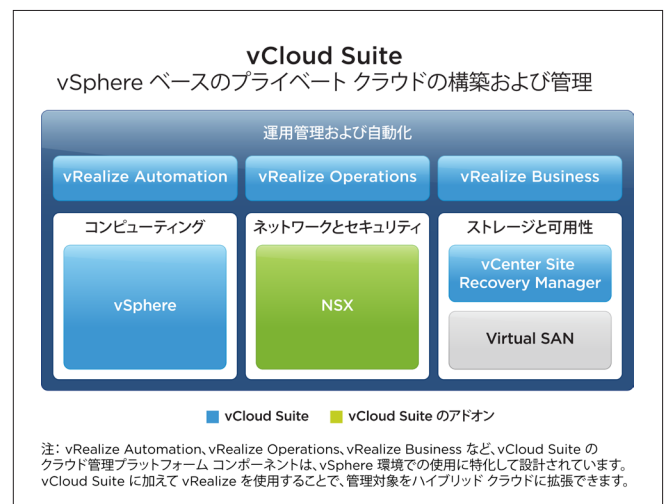 vCloud Suite
vSphere ベースのプライベート クラウドの構築および管理
運用管理および自動化
vRealize Automation
vRealize Operations
vRealize Business
コンピューティング
ネットワークとセキュリティ
ストレージと可用性
vSphere
NSX
vCenter Site
Recovery Manager
Virtual SAN
vCloud Suite
vCloud Suite のアドオン
注： vRealize Automation、vRealize Operations、vRealize Business など、vCloud Suite の
クラウド管理プラットフォーム コンポーネントは、vSphere 環境での使用に特化して設計されています。
vCloud Suite に加えて vRealize を使用することで、管理対象をハイブリッド クラウドに拡張できます。